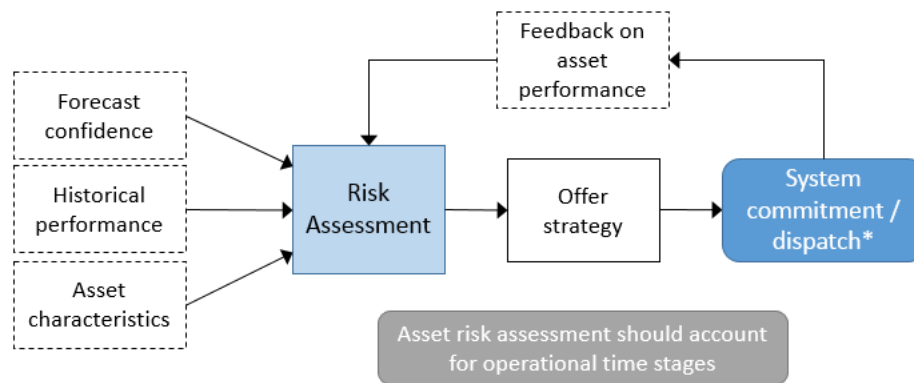 Feedback on
asset
performance
Forecast
confidence
Historical
performance
Asset
characteristics
Risk
Assessment
Offer
strategy
System
commitment /
dispatch*
Asset risk assessment should account
for operational time stages